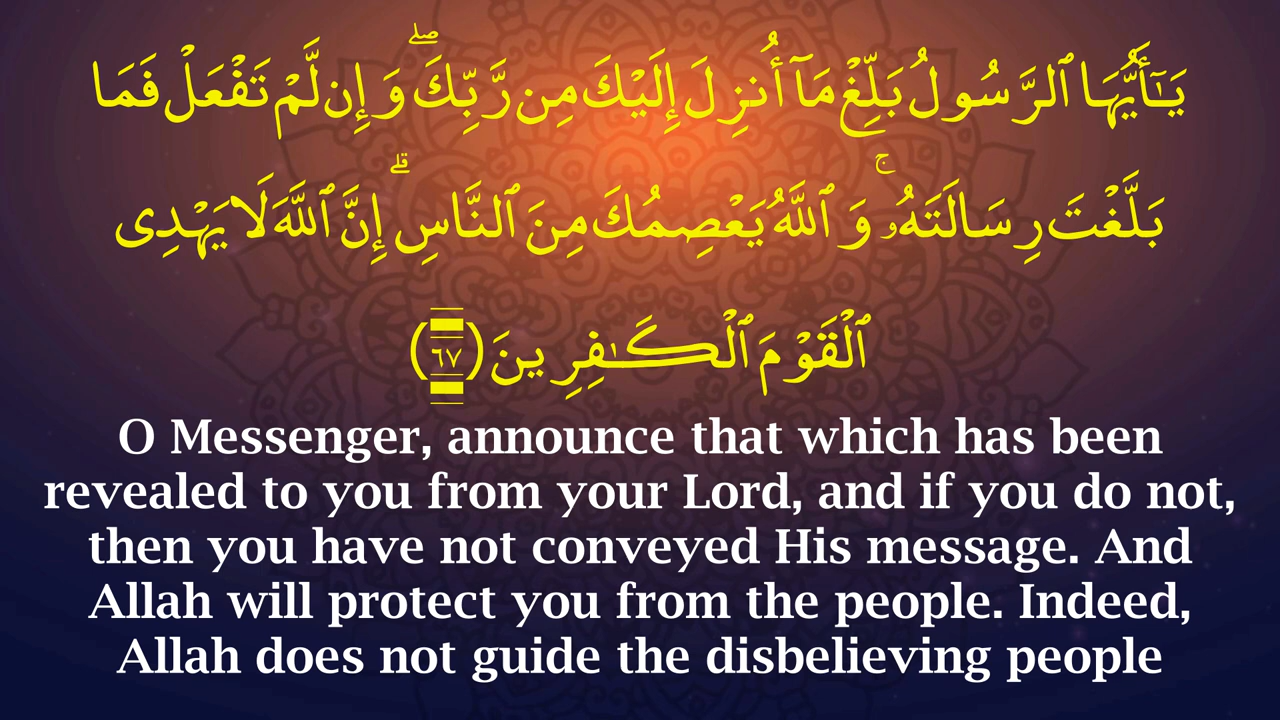 يَـٰٓأَيُّهَا ٱلرَّسُولُ بَلِّغْ مَآ أُنزِلَ إِلَيْكَ مِن رَّبِّكَ ۖ وَإِن لَّمْ تَفْعَلْ فَمَا
بَلَّغْتَ رِسَالَتَهُۥ ۚ وَٱللَّهُ يَعْصِمُكَ مِنَ ٱلنَّاسِ ۗ إِنَّ ٱللَّهَ لَا يَهْدِى
ٱلْقَوْمَ ٱلْكَـٰفِرِينَ (٦٧)
O Messenger, announce that which has been
revealed to you from your Lord, and if you do not,
then you have not conveyed His message. And
Allah will protect you from the people. Indeed,
Allah does not guide the disbelieving people